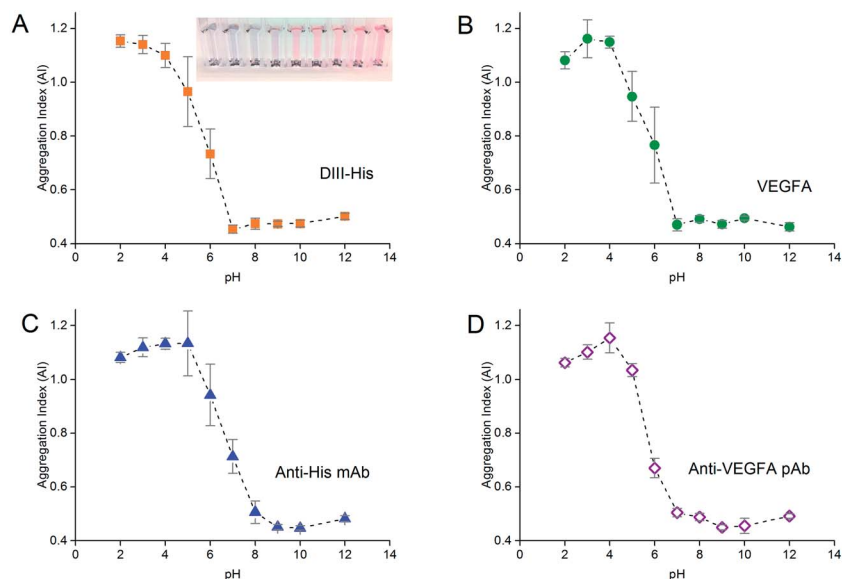 A
Aggregation Index (AI)
1.2
1.0
0.8
0.6
0.4
0 2 4 6 8 10 12 14
pH
DIII-His
B
Aggregation Index (AI)
1.2
1.0
0.8
0.6
0.4
0 2 4 6 8 10 12 14
pH
VEGFA
C
Aggregation Index (AI)
1.2
1.0
0.8
0.6
0.4
0 2 4 6 8 10 12 14
pH
Anti-His mAb
D
Aggregation Index (AI)
1.2
1.0
0.8
0.6
0.4
0 2 4 6 8 10 12 14
pH
Anti-VEGFA pAb